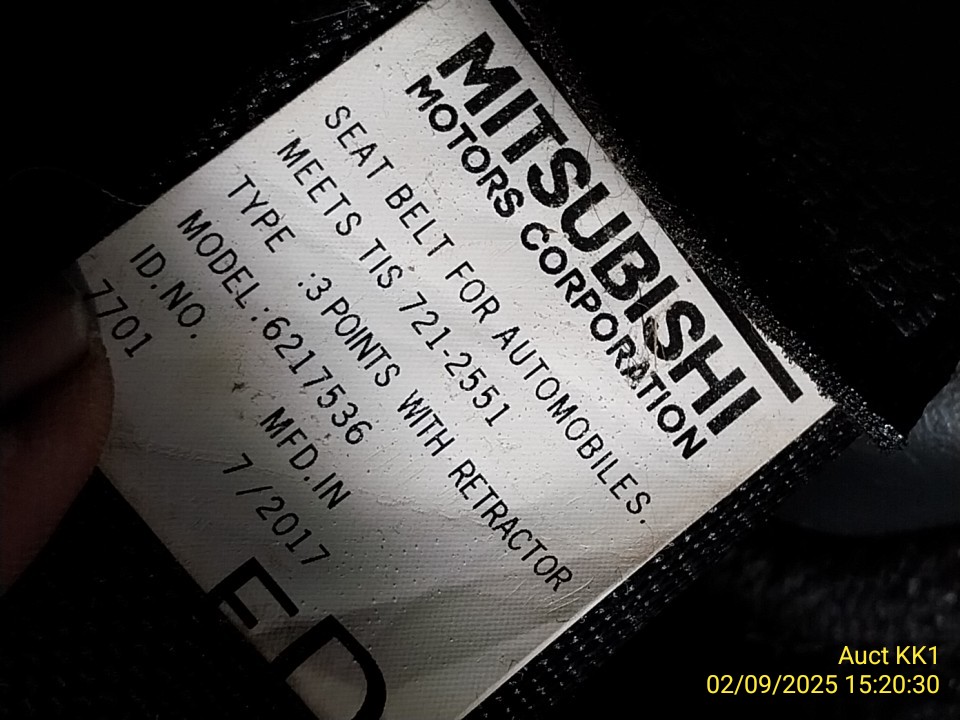 MITSUBISHI
MOTORS CORPORATION
SEAT BELT FOR AUTOMOBILES.
MEETS TIS 721-2551
TYPE :3 POINTS WITH RETRACTOR
MODEL:6217536
ID.NO. MFD.IN
7701 7/2017
ED
Auct KK1
02/09/2025 15:20:30